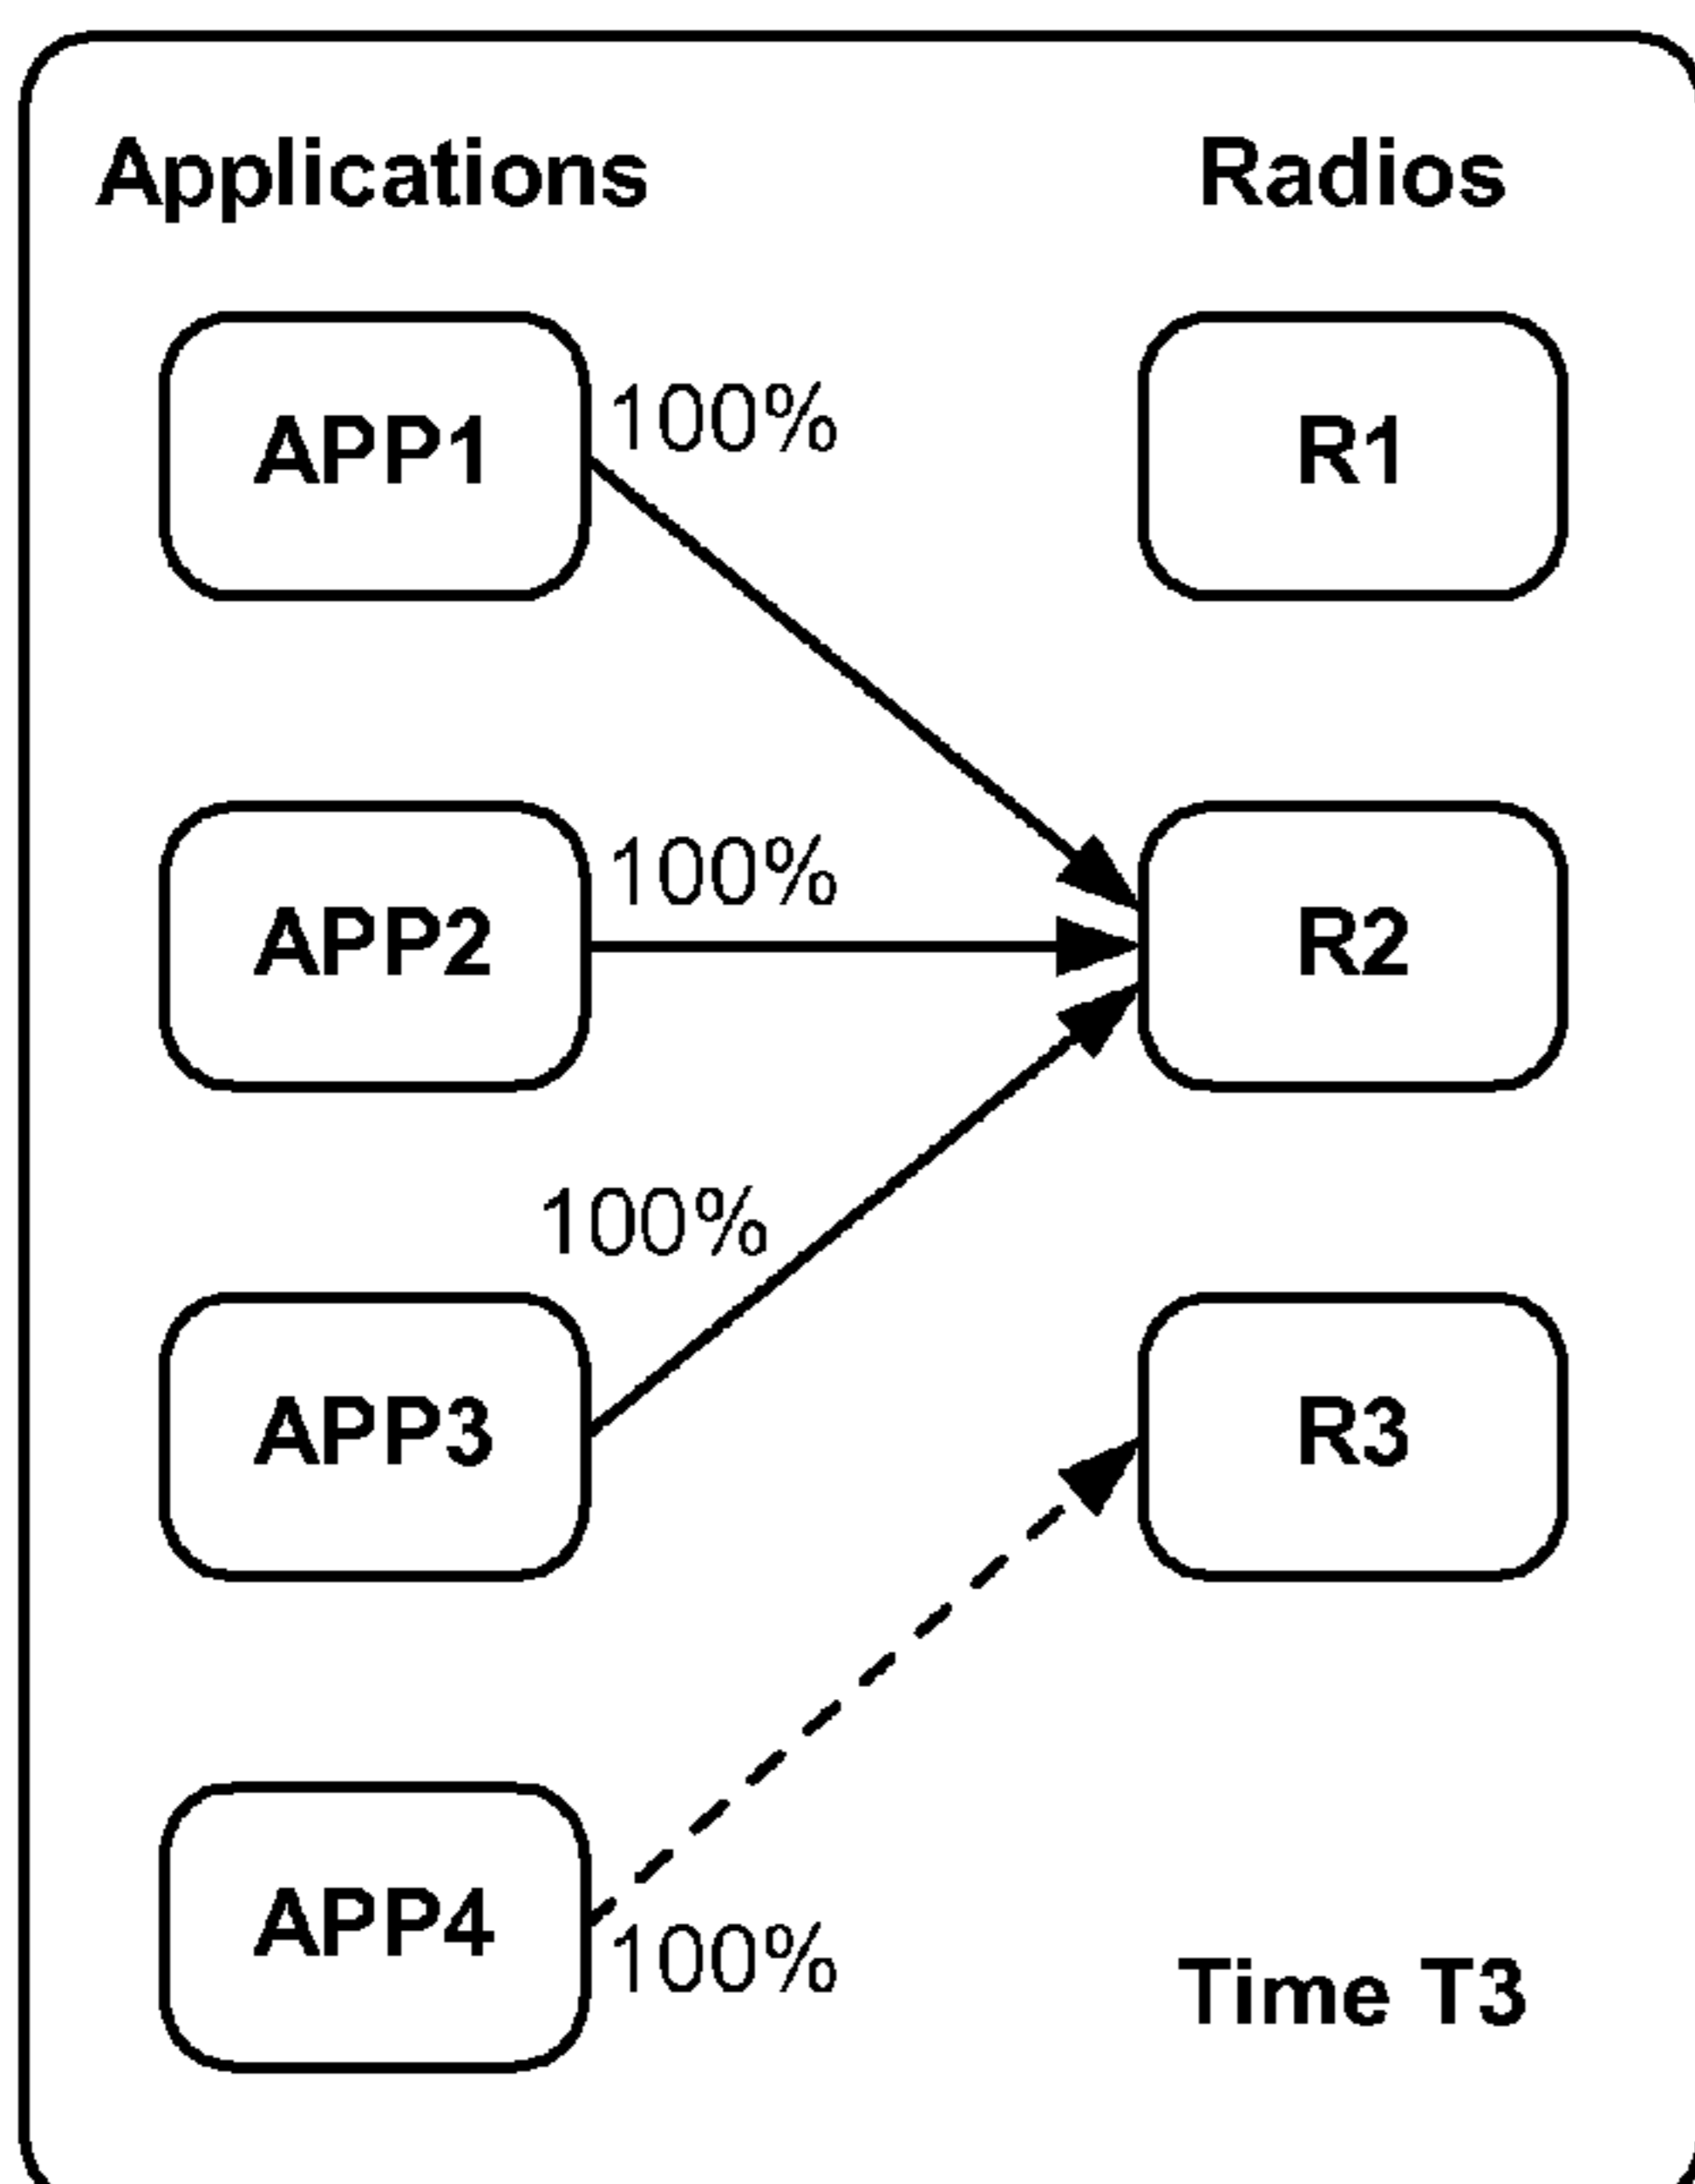 Applications Radios
100%
APP1 R1
100%
APP2 R2
100%
APP3 R3
APP4
100%
Time T3